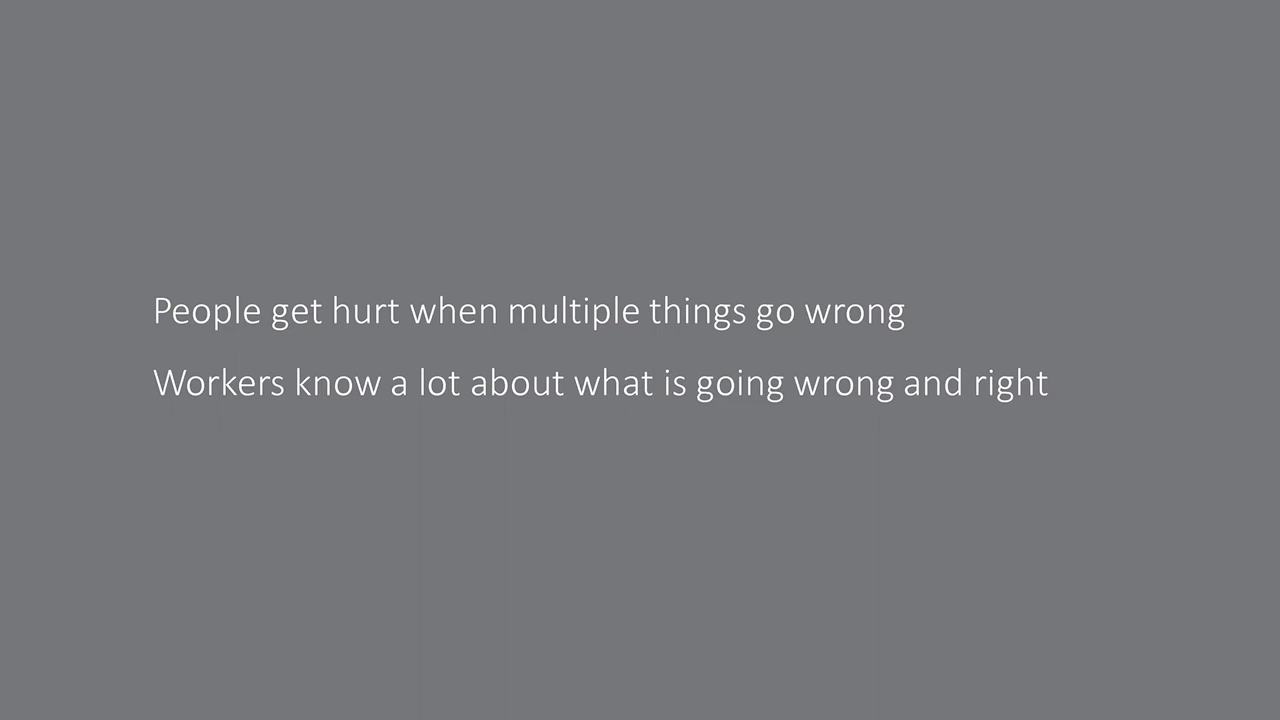 People get hurt when multiple things go wrong
Workers know a lot about what is going wrong and right